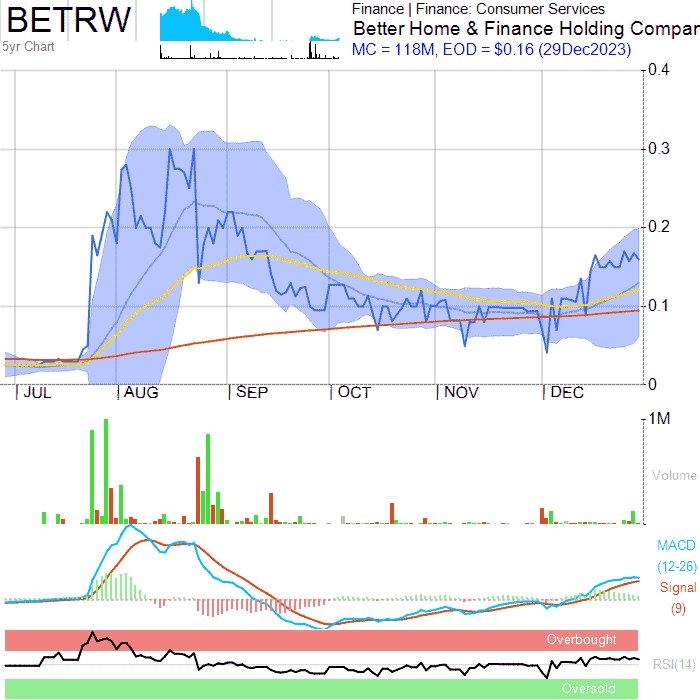 BETRW
5yr Chart
Finance | Finance: Consumer Services
Better Home & Finance Holding Compar
MC = 118M, EOD = $0.16 (29Dec2023)
0.4
0.3
0.2
0.1
0
JUL AUG SEP OCT NOV DEC
1M
Volume
MACD
(12-26)
Signal
(9)
Overbought
RSI(14)
Oversold